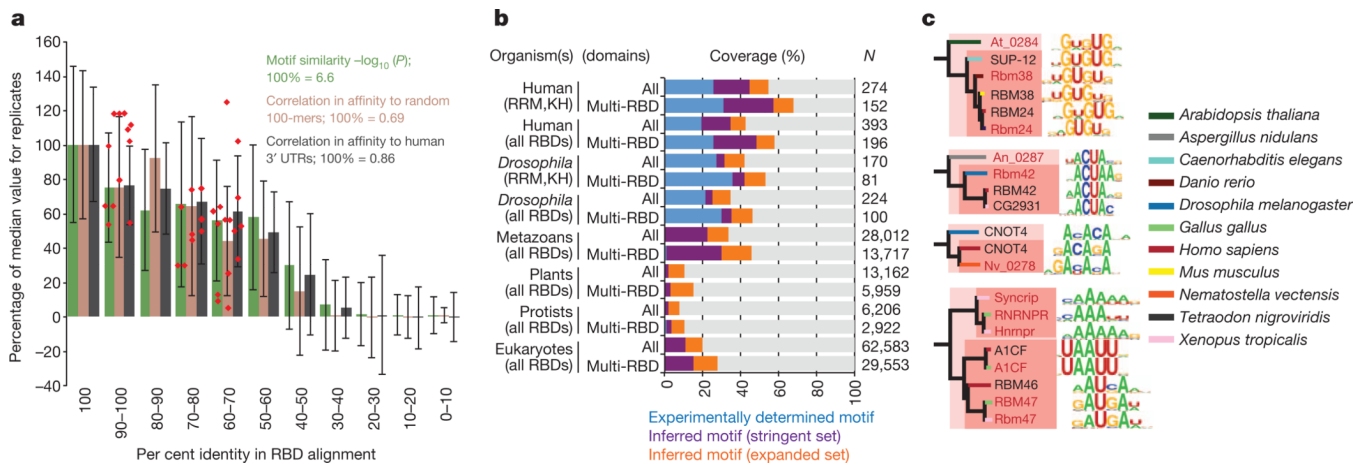 a
160
140
120
100
80
60
40
20
0
–20
–40
Percentage of median value for replicates
Motif similarity –log10 (P);
100% = 6.6
Correlation in affinity to random
100-mers; 100% = 0.69
Correlation in affinity to human
3′ UTRs; 100% = 0.86
100
90–100
80–90
70–80
60–70
50–60
40–50
30–40
20–30
10–20
0–10
Per cent identity in RBD alignment
b
Organism(s) (domains) Coverage (%) N
Human (RRM,KH) All 274
Multi-RBD 152
Human (all RBDs) All 393
Multi-RBD 196
Drosophila (RRM,KH) All 170
Multi-RBD 81
Drosophila (all RBDs) All 224
Multi-RBD 100
Metazoans (all RBDs) All 28,012
Multi-RBD 13,717
Plants (all RBDs) All 13,162
Multi-RBD 5,959
Protists (all RBDs) All 6,206
Multi-RBD 2,922
Eukaryotes (all RBDs) All 62,583
Multi-RBD 29,553
0 20 40 60 80 100
Experimentally determined motif
Inferred motif (stringent set)
Inferred motif (expanded set)
c
At_0284
SUP-12
Rbm38
RBM38
RBM24
Rbm24
An_0287
Rbm42
RBM42
CG2931
CNOT4
CNOT4
Nv_0278
Syncrip
RNRNPR
Hnrnpr
A1CF
A1CF
RBM46
RBM47
Rbm47
Arabidopsis thaliana
Aspergillus nidulans
Caenorhabditis elegans
Danio rerio
Drosophila melanogaster
Gallus gallus
Homo sapiens
Mus musculus
Nematostella vectensis
Tetraodon nigroviridis
Xenopus tropicalis